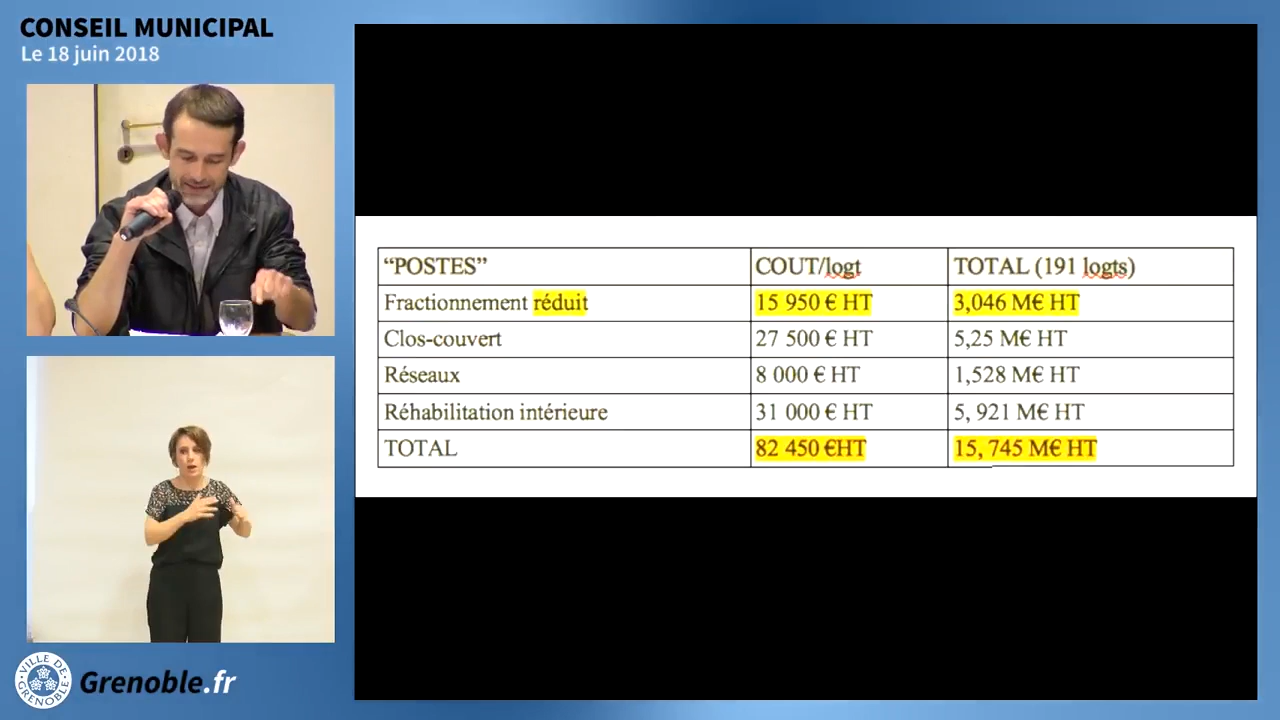 CONSEIL MUNICIPAL
Le 18 juin 2018
“POSTES” COUT/logt TOTAL (191 logts)
Fractionnement réduit 15 950 € HT 3,046 M€ HT
Clos-couvert 27 500 € HT 5,25 M€ HT
Réseaux 8 000 € HT 1,528 M€ HT
Réhabilitation intérieure 31 000 € HT 5, 921 M€ HT
TOTAL 82 450 €HT 15, 745 M€ HT
VILLE DE GRENOBLE
Grenoble.fr